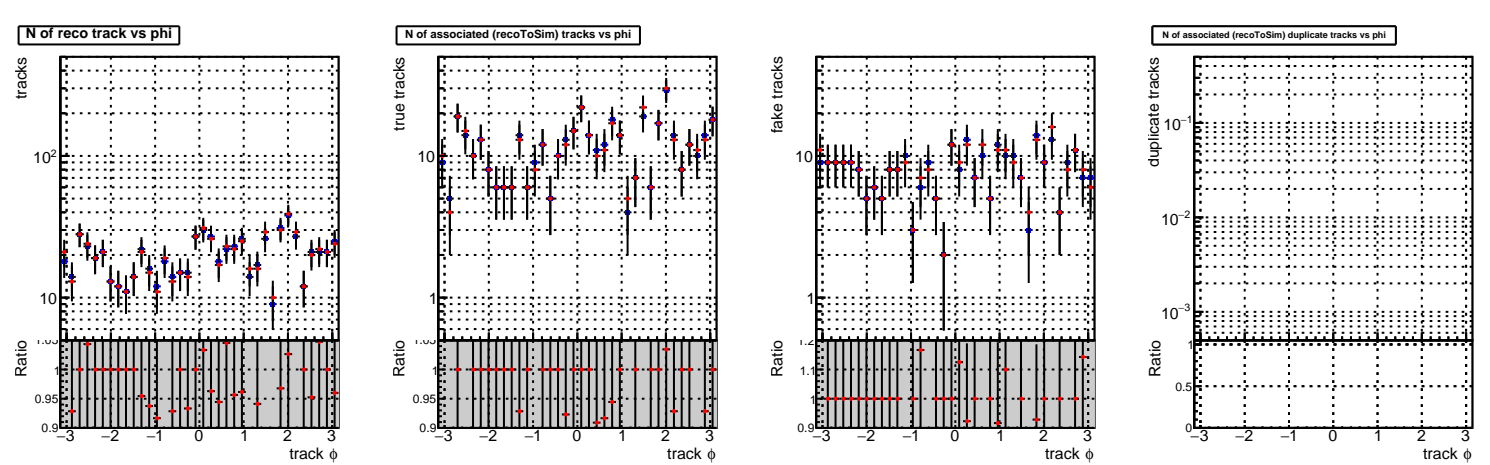 N of reco track vs phi
tracks
10²
10
Ratio
1.05
1
0.95
0.9
−3 −2 −1 0 1 2 3
track ϕ
N of associated (recoToSim) tracks vs phi
true tracks
10
1
Ratio
1.05
1
0.95
0.9
−3 −2 −1 0 1 2 3
track ϕ
fake tracks
10
1
Ratio
1.2
1.1
1
0.9
−3 −2 −1 0 1 2 3
track ϕ
N of associated (recoToSim) duplicate tracks vs phi
duplicate tracks
10⁻¹
10⁻²
10⁻³
Ratio
1
0.5
0
−3 −2 −1 0 1 2 3
track ϕ